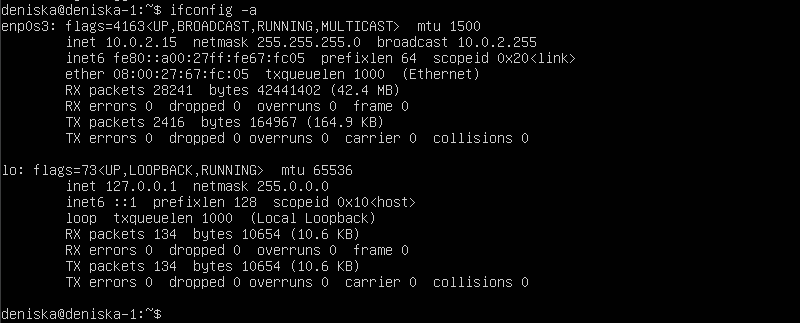 deniska@deniska-1:~$ ifconfig -a
enp0s3: flags=4163<UP,BROADCAST,RUNNING,MULTICAST>  mtu 1500
        inet 10.0.2.15  netmask 255.255.255.0  broadcast 10.0.2.255
        inet6 fe80::a00:27ff:fe67:fc05  prefixlen 64  scopeid 0x20<link>
        ether 08:00:27:67:fc:05  txqueuelen 1000  (Ethernet)
        RX packets 28241  bytes 42441402 (42.4 MB)
        RX errors 0  dropped 0  overruns 0  frame 0
        TX packets 2416  bytes 164967 (164.9 KB)
        TX errors 0  dropped 0 overruns 0  carrier 0  collisions 0

lo: flags=73<UP,LOOPBACK,RUNNING>  mtu 65536
        inet 127.0.0.1  netmask 255.0.0.0
        inet6 ::1  prefixlen 128  scopeid 0x10<host>
        loop  txqueuelen 1000  (Local Loopback)
        RX packets 134  bytes 10654 (10.6 KB)
        RX errors 0  dropped 0  overruns 0  frame 0
        TX packets 134  bytes 10654 (10.6 KB)
        TX errors 0  dropped 0 overruns 0  carrier 0  collisions 0

deniska@deniska-1:~$